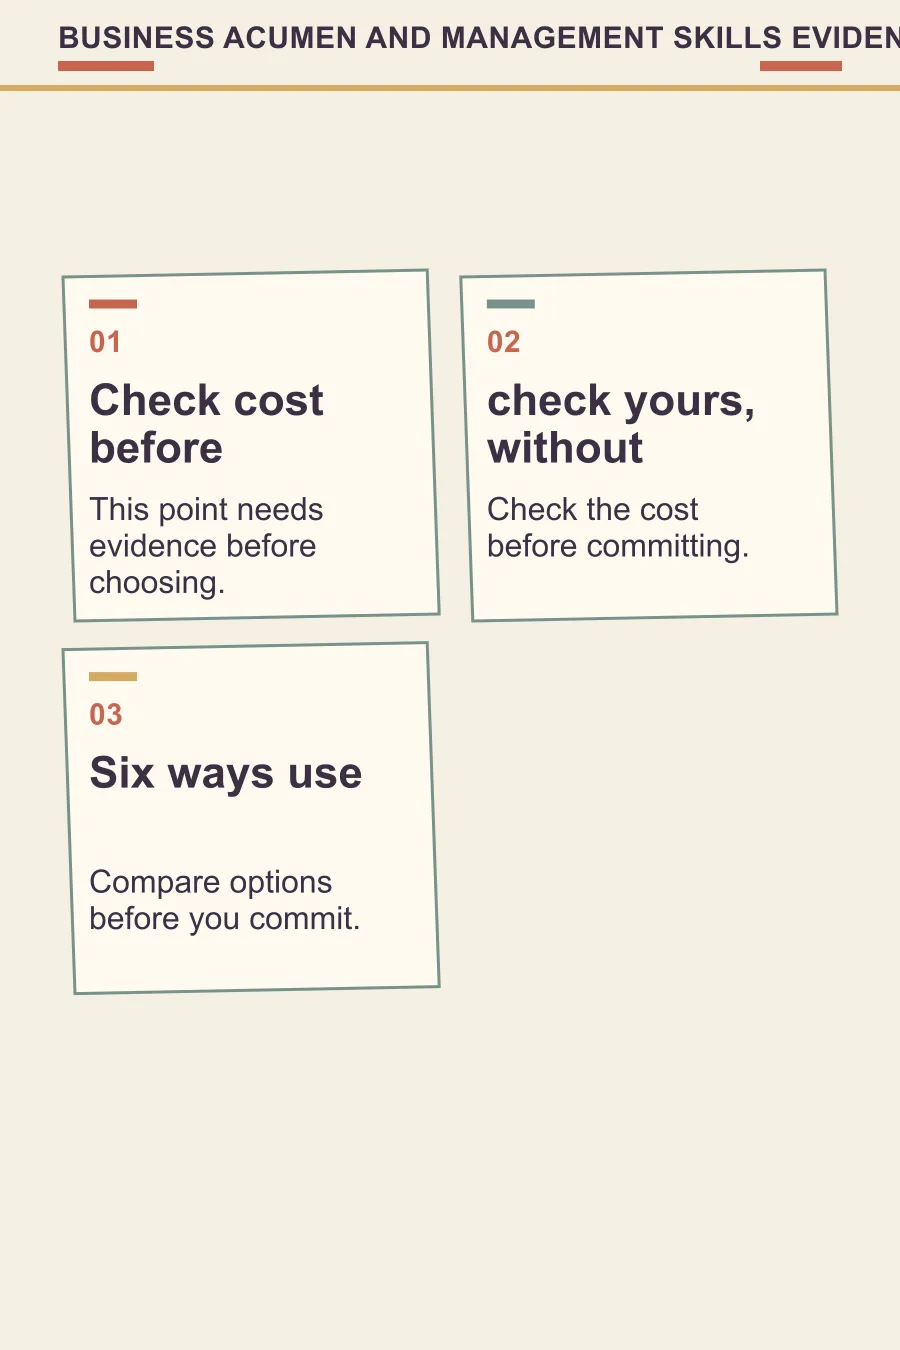 BUSINESS ACUMEN AND MANAGEMENT SKILLS EVIDEN
01
Check cost
before
This point needs
evidence before
choosing.
02
check yours,
without
Check the cost
before committing.
03
Six ways use
Compare options
before you commit.